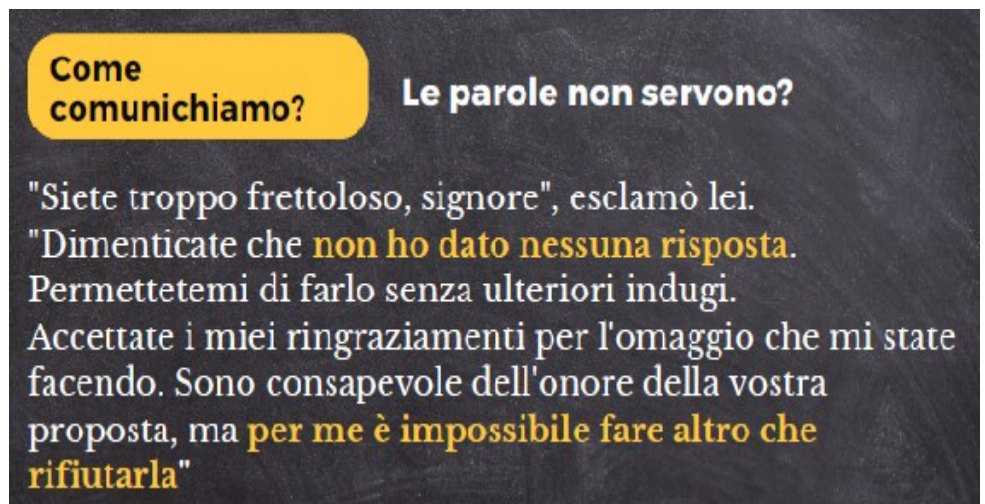 Come
comunichiamo?
Le parole non servono?
"Siete troppo frettoloso, signore", esclamò lei.
"Dimenticate che non ho dato nessuna risposta.
Permettetemi di farlo senza ulteriori indugi.
Accettate i miei ringraziamenti per l'omaggio che mi state
facendo. Sono consapevole dell'onore della vostra
proposta, ma per me è impossibile fare altro che
rifiutarla"